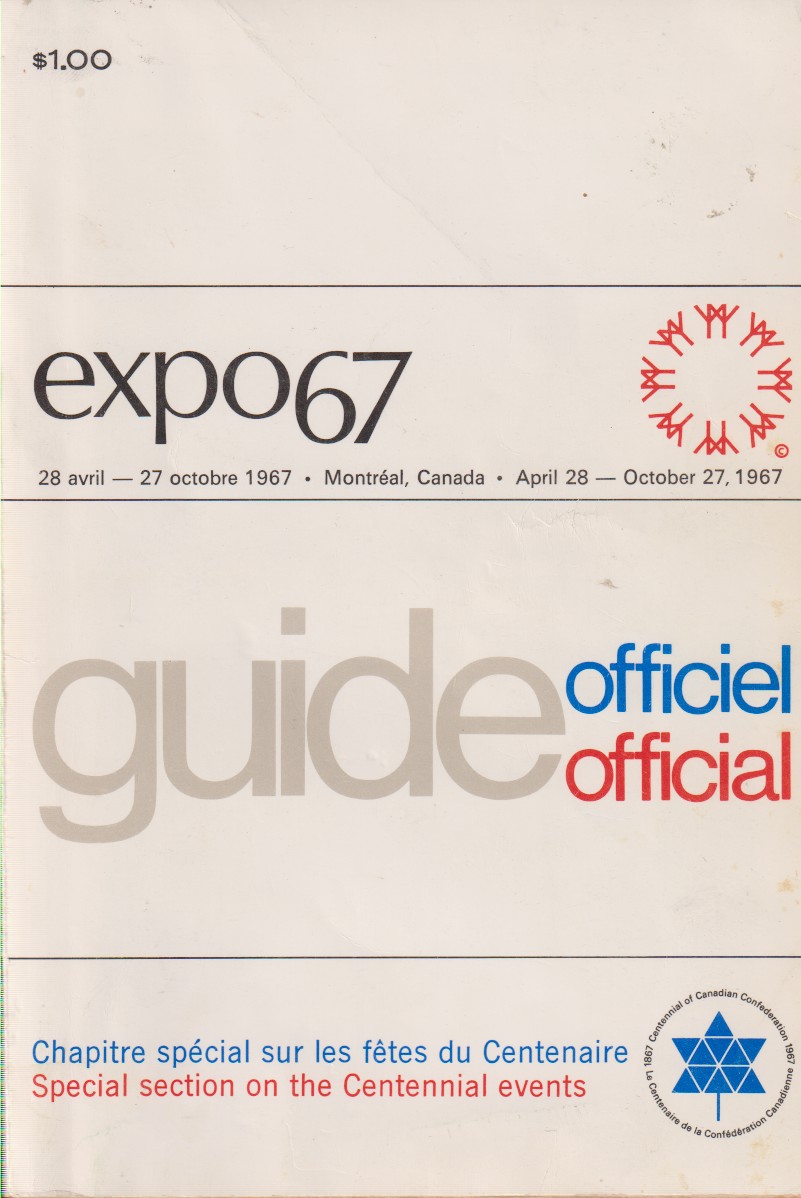 $1.00
expo67
©
28 avril — 27 octobre 1967 • Montréal, Canada • April 28 — October 27, 1967
guide officiel
official
Chapitre spécial sur les fêtes du Centenaire
Special section on the Centennial events
1867 Centennial of Canadian Confederation 1967
Le Centenaire de la Confédération Canadienne